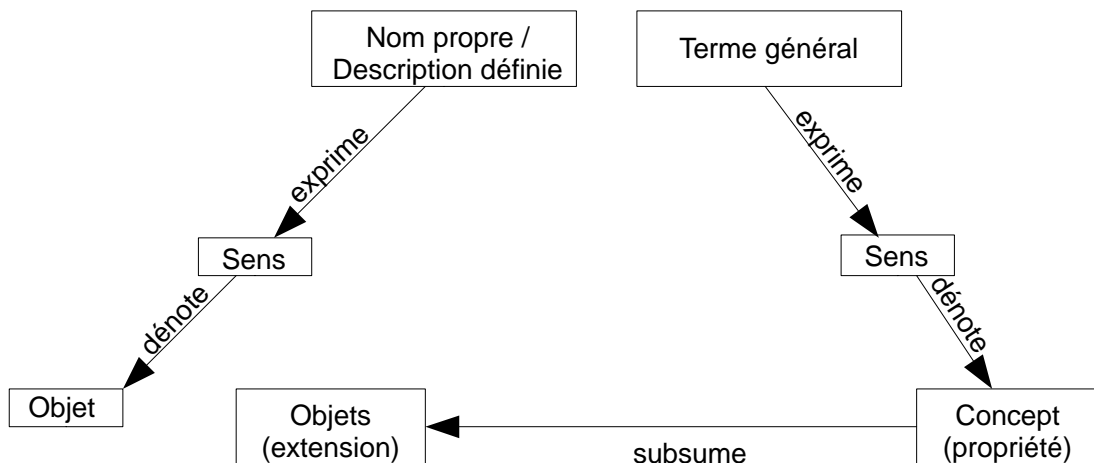 Nom propre /
Description définie
Terme général
exprime
exprime
Sens
Sens
dénote
dénote
Objet
Objets
(extension)
subsume
Concept
(propriété)